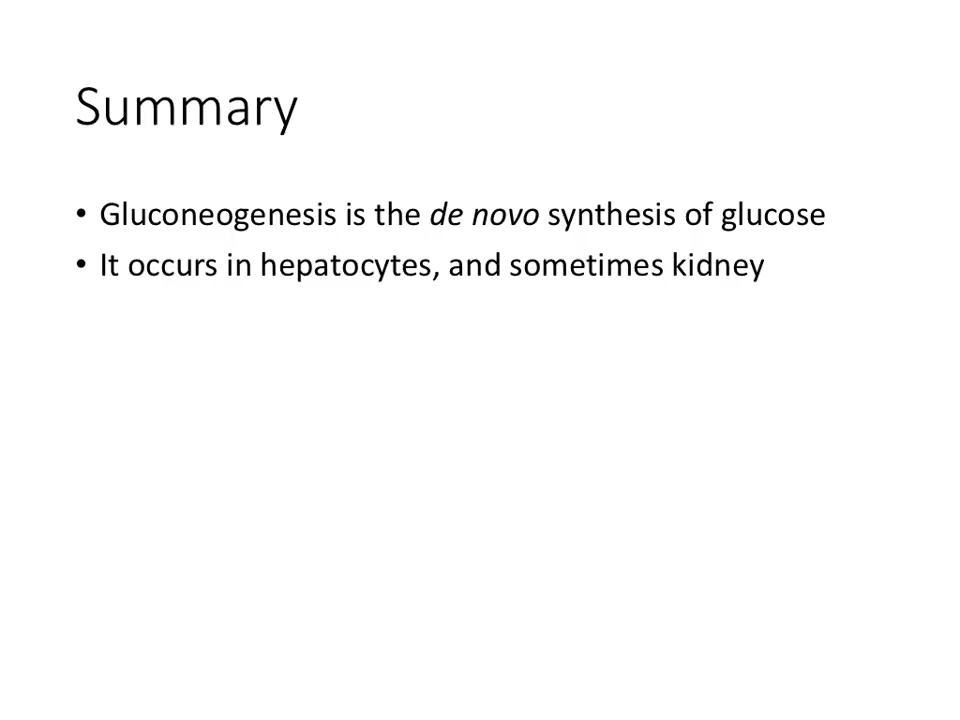 Summary
• Gluconeogenesis is the de novo synthesis of glucose
• It occurs in hepatocytes, and sometimes kidney